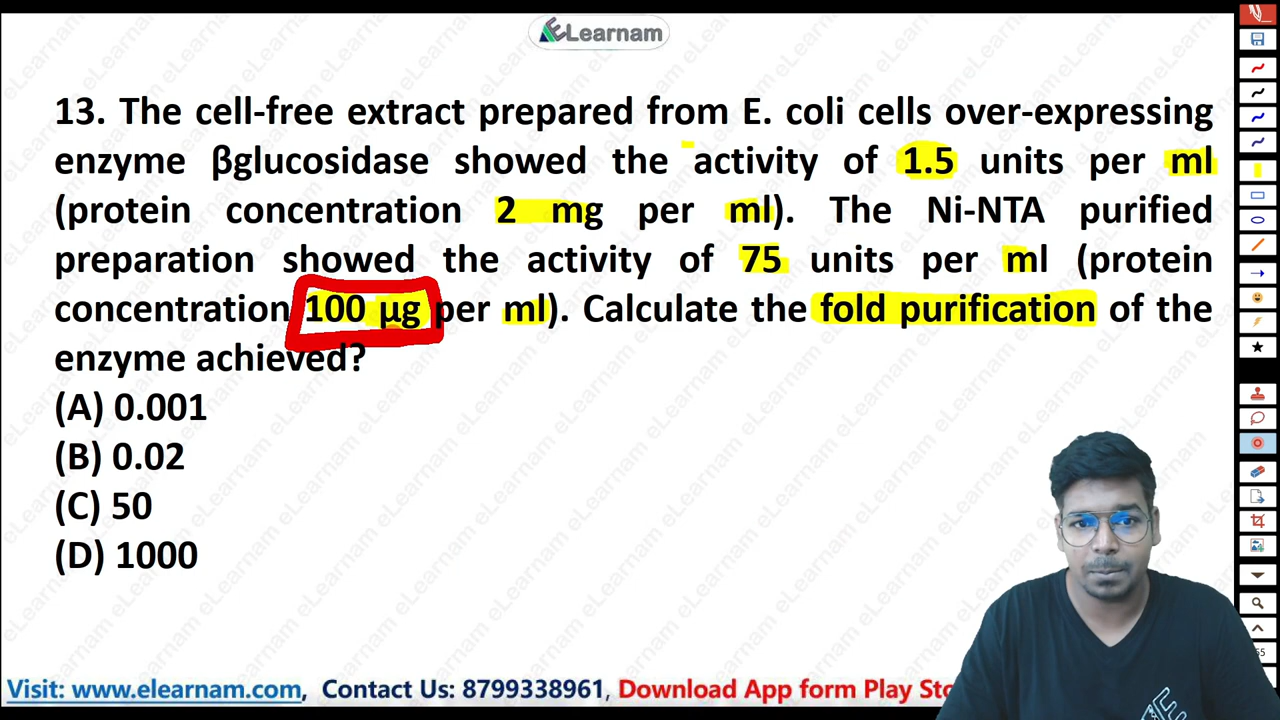 ELearnam
13. The cell-free extract prepared from E. coli cells over-expressing
enzyme βglucosidase showed the activity of 1.5 units per ml
(protein concentration 2 mg per ml). The Ni-NTA purified
preparation showed the activity of 75 units per ml (protein
concentration 100 µg per ml). Calculate the fold purification of the
enzyme achieved?
(A) 0.001
(B) 0.02
(C) 50
(D) 1000
Visit: www.elearnam.com, Contact Us: 8799338961, Download App form Play